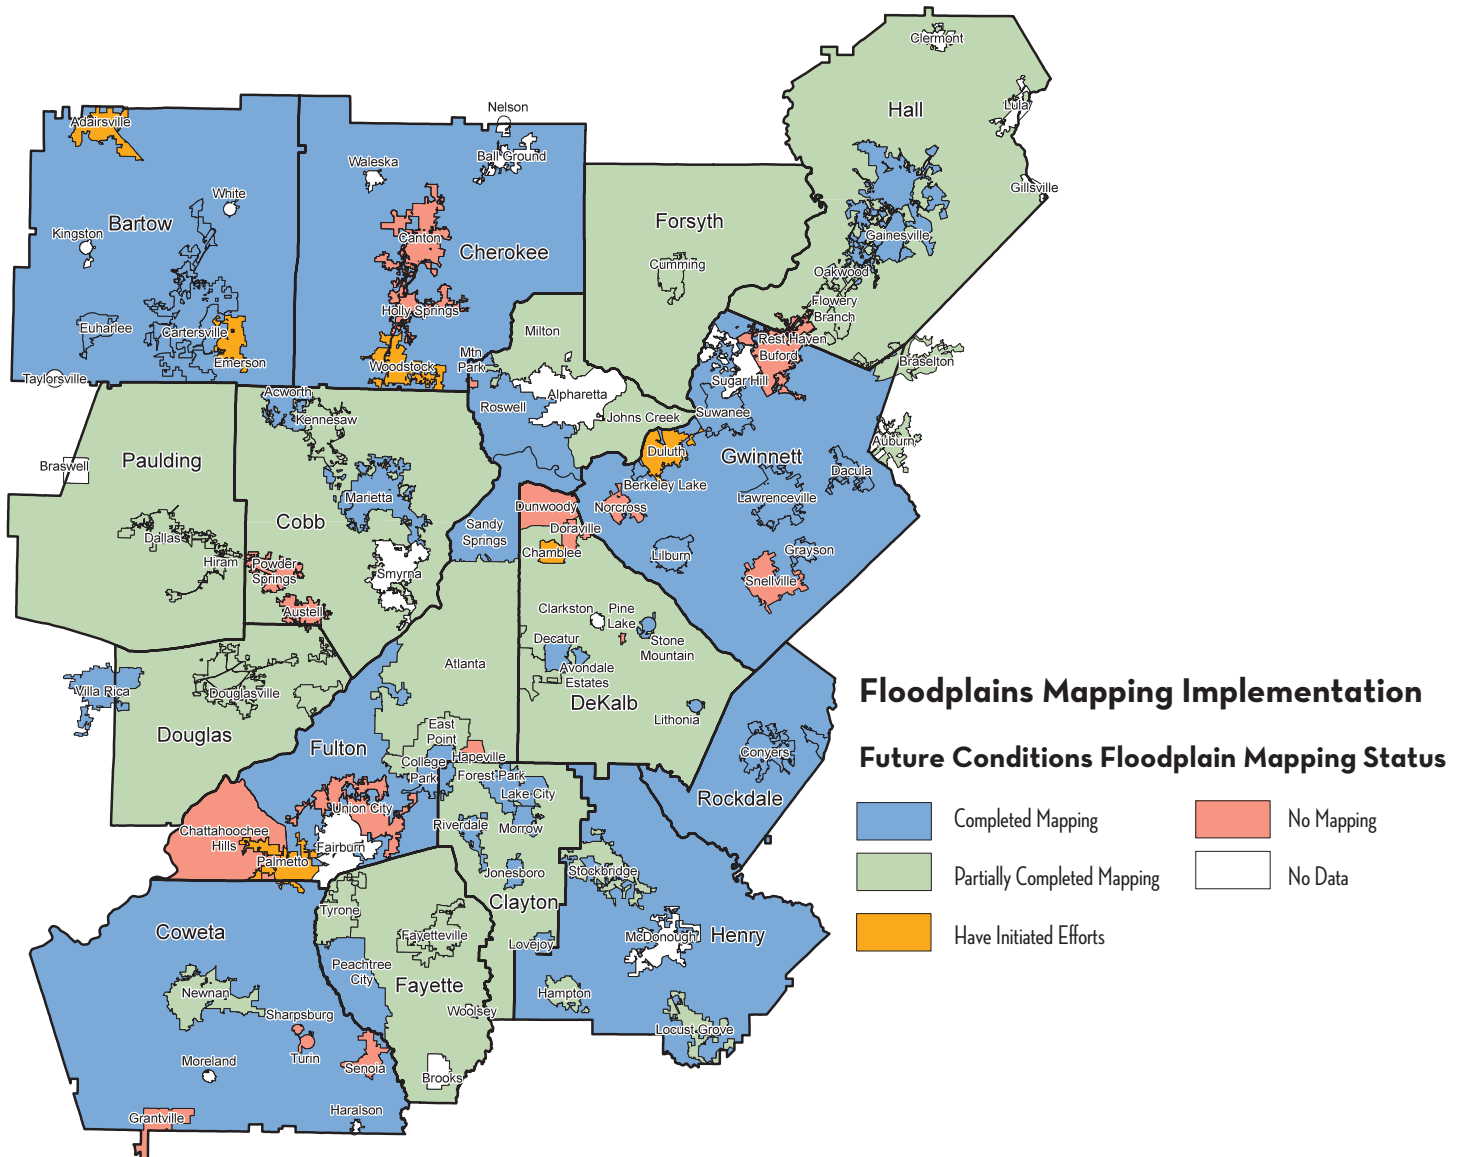 Clermont
Lula
Hall
Nelson
Adairsville
Ball Ground
Waleska
Gillsville
White
Bartow
Kingston
Forsyth
Canton
Cherokee
Gainesville
Cumming
Oakwood
Flowery
Branch
Holly Springs
Euharlee
Cartersville
Milton
Rest Haven
Buford
Emerson
Mtn
Park
Woodstock
Braselton
Taylorsville
Sugar Hill
Acworth
Alpharetta
Roswell
Kennesaw
Johns Creek
Suwanee
Auburn
Duluth
Gwinnett
Paulding
Braswell
Dacula
Berkeley Lake
Marietta
Lawrenceville
Dunwoody
Norcross
Cobb
Sandy
Springs
Doraville
Dallas
Chamblee
Lilburn
Grayson
Hiram
Powder
Springs
Smyrna
Snellville
Austell
Clarkston
Pine
Lake
Decatur
Stone
Mountain
Atlanta
Avondale
Estates
Villa Rica
Douglasville
DeKalb
Lithonia
Floodplains Mapping Implementation
East
Point
Douglas
Fulton
Hapeville
Conyers
Future Conditions Floodplain Mapping Status
College
Park
Forest Park
Lake City
Rockdale
Union City
Completed Mapping
No Mapping
Chattahoochee
Hills
Riverdale
Morrow
Fairburn
Palmetto
Jonesboro
Stockbridge
Partially Completed Mapping
No Data
Clayton
Tyrone
Coweta
Fayetteville
Lovejoy
McDonough
Henry
Have Initiated Efforts
Peachtree
City
Fayette
Newnan
Hampton
Sharpsburg
Woolsey
Locust Grove
Turin
Moreland
Senoia
Brooks
Haralson
Grantville